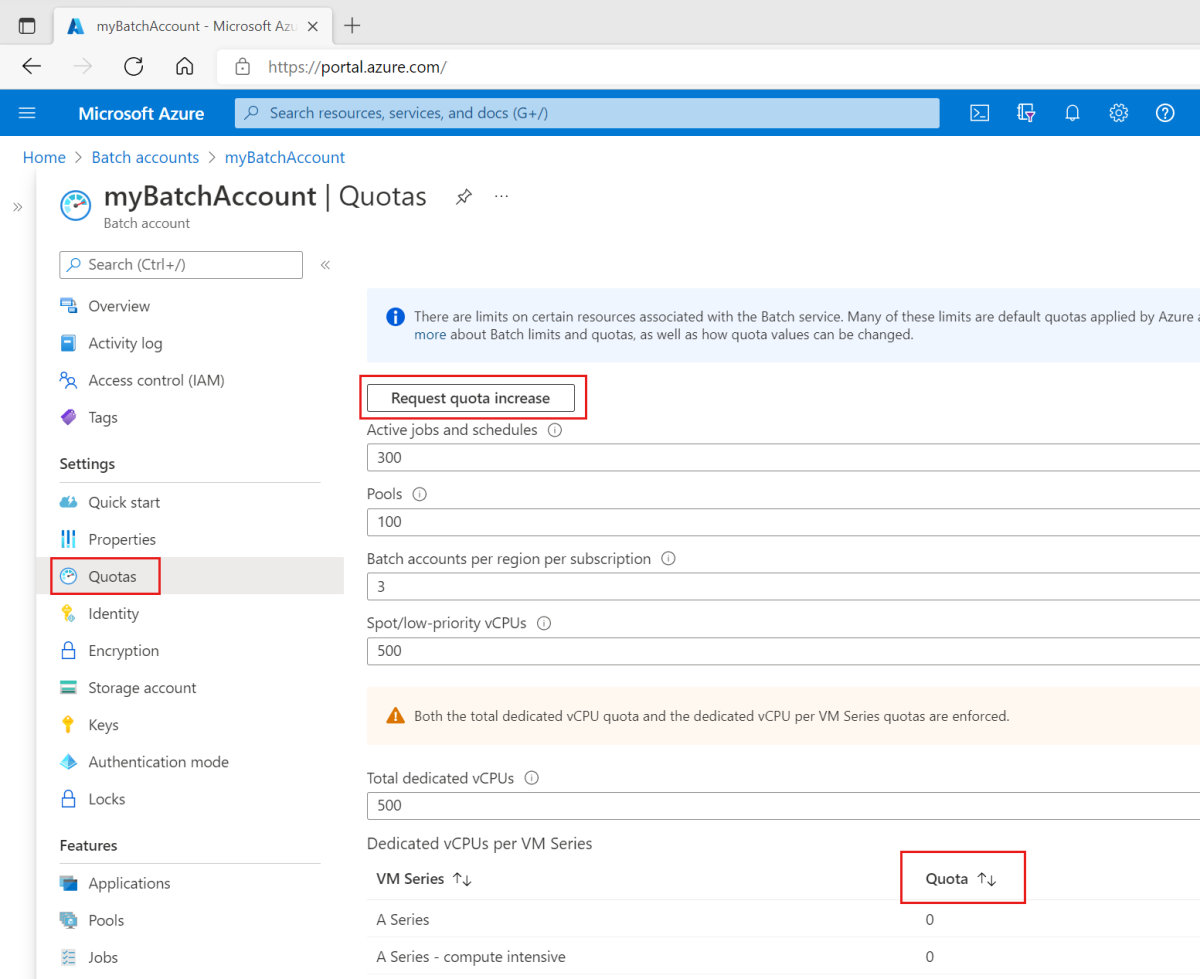 myBatchAccount - Microsoft Azu
https://portal.azure.com/
Microsoft Azure
Search resources, services, and docs (G+/)
Home > Batch accounts > myBatchAccount
myBatchAccount | Quotas
Batch account
Search (Ctrl+/)
Overview
Activity log
Access control (IAM)
Tags
Settings
Quick start
Properties
Quotas
Identity
Encryption
Storage account
Keys
Authentication mode
Locks
Features
Applications
Pools
Jobs
There are limits on certain resources associated with the Batch service. Many of these limits are default quotas applied by Azure a
more about Batch limits and quotas, as well as how quota values can be changed.
Request quota increase
Active jobs and schedules
300
Pools
100
Batch accounts per region per subscription
3
Spot/low-priority vCPUs
500
Both the total dedicated vCPU quota and the dedicated vCPU per VM Series quotas are enforced.
Total dedicated vCPUs
500
Dedicated vCPUs per VM Series
VM Series ↑↓ Quota ↑↓
A Series 0
A Series - compute intensive 0